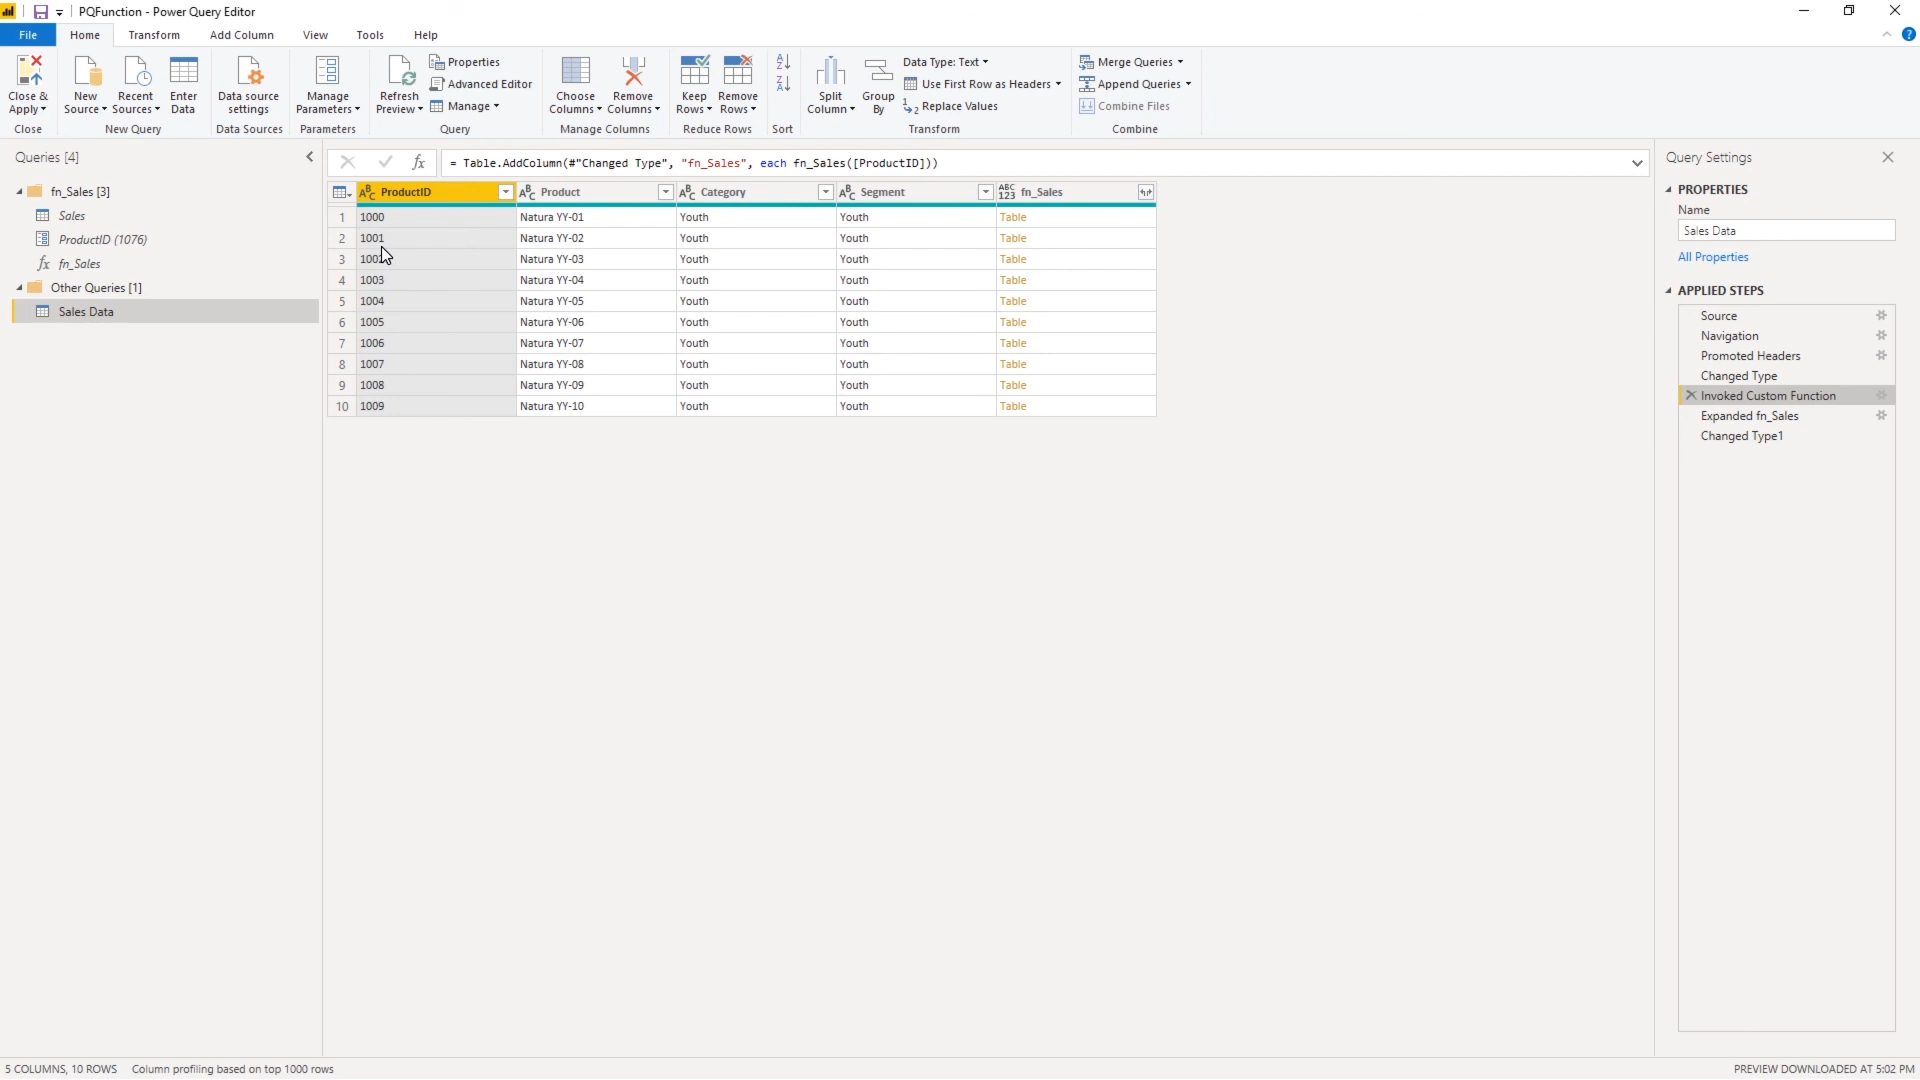 PQFunction - Power Query Editor
File Home Transform Add Column View Tools Help
Close & Apply
New Source
Recent Sources
Enter Data
Data source settings
Manage Parameters
Refresh Preview
Properties
Advanced Editor
Manage
Choose Columns
Remove Columns
Keep Rows
Remove Rows
Split Column
Group By
Data Type: Text
Use First Row as Headers
Replace Values
Merge Queries
Append Queries
Combine Files
Close New Query Data Sources Parameters Query Manage Columns Reduce Rows Sort Transform Combine
Queries [4]
fn_Sales [3]
Sales
ProductID (1076)
fx fn_Sales
Other Queries [1]
Sales Data
fx = Table.AddColumn(#"Changed Type", "fn_Sales", each fn_Sales([ProductID]))
ProductID Product Category Segment fn_Sales
1 1000 Natura YY-01 Youth Youth Table
2 1001 Natura YY-02 Youth Youth Table
3 Natura YY-03 Youth Youth Table
4 1003 Natura YY-04 Youth Youth Table
5 1004 Natura YY-05 Youth Youth Table
6 1005 Natura YY-06 Youth Youth Table
7 1006 Natura YY-07 Youth Youth Table
8 1007 Natura YY-08 Youth Youth Table
9 1008 Natura YY-09 Youth Youth Table
10 1009 Natura YY-10 Youth Youth Table
Query Settings
PROPERTIES
Name
Sales Data
All Properties
APPLIED STEPS
Source
Navigation
Promoted Headers
Changed Type
Invoked Custom Function
Expanded fn_Sales
Changed Type1
5 COLUMNS, 10 ROWS Column profiling based on top 1000 rows
PREVIEW DOWNLOADED AT 5:02 PM